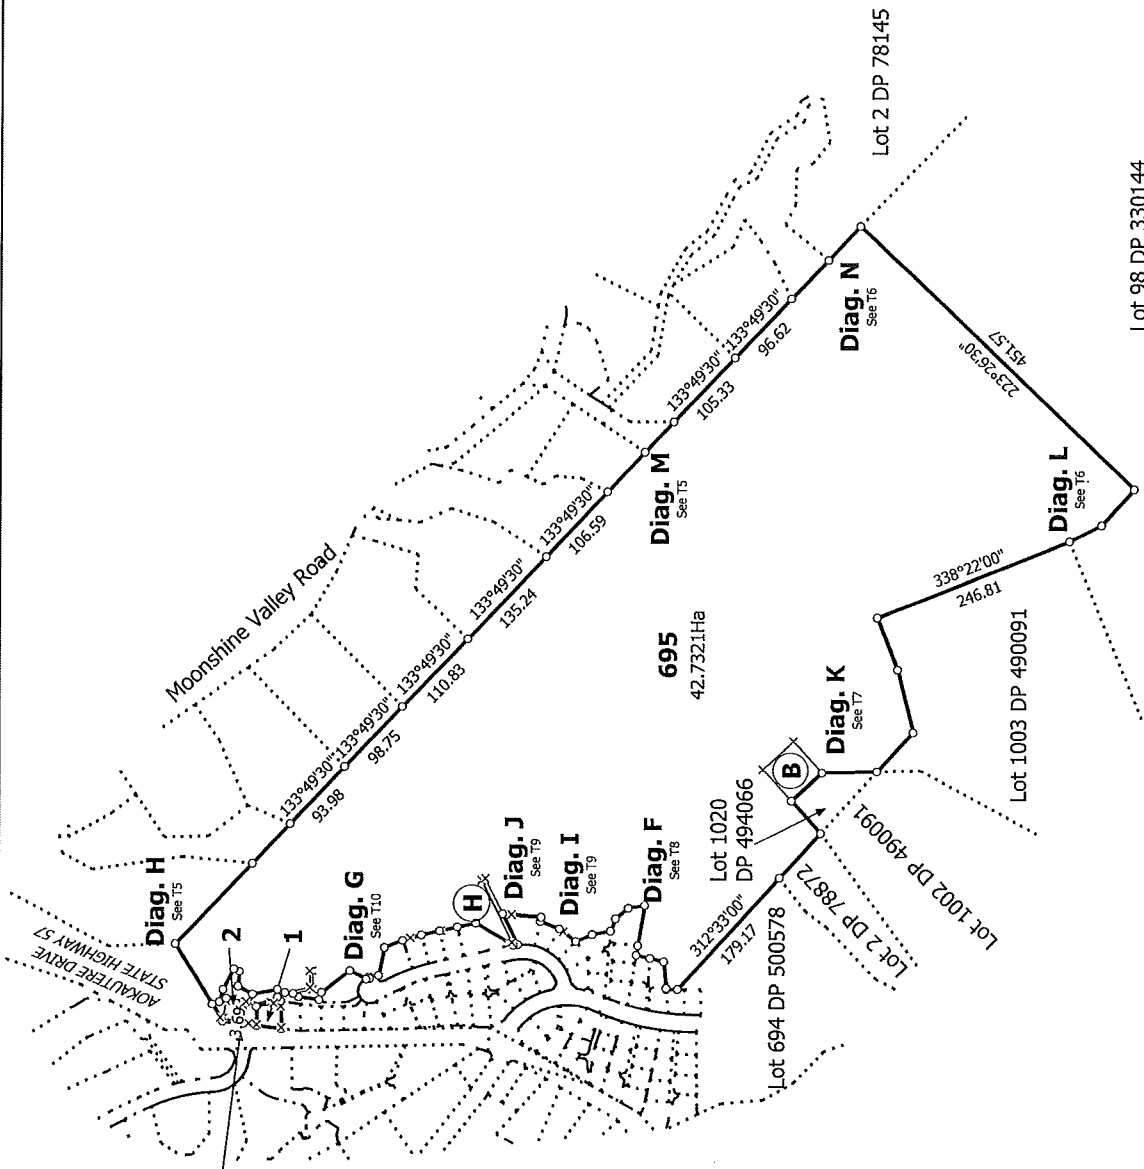 Lot 2 DP 78145
Lot 98 DP 330144
Moonshine Valley Road
AOKAUTERE DRIVE
STATE HIGHWAY 57
Diag. H
See T5
2
1
3.69
Diag. G
See T10
H
Diag. J
See T9
Diag. I
See T9
Diag. F
See T8
133°49'30"
93.98
133°49'30"
98.75
133°49'30"
110.83
133°49'30"
135.24
133°49'30"
106.59
Diag. M
See T5
133°49'30"
105.33
133°49'30"
96.62
Diag. N
See T6
223°26'30"
451.57
Diag. L
See T6
338°22'00"
246.81
695
42.7321Ha
Diag. K
See T7
B
Lot 1020
DP 494066
Lot 1003 DP 490091
Lot 1002 DP 490091
Lot 2 DP 78872
312°33'00"
179.17
Lot 694 DP 500578